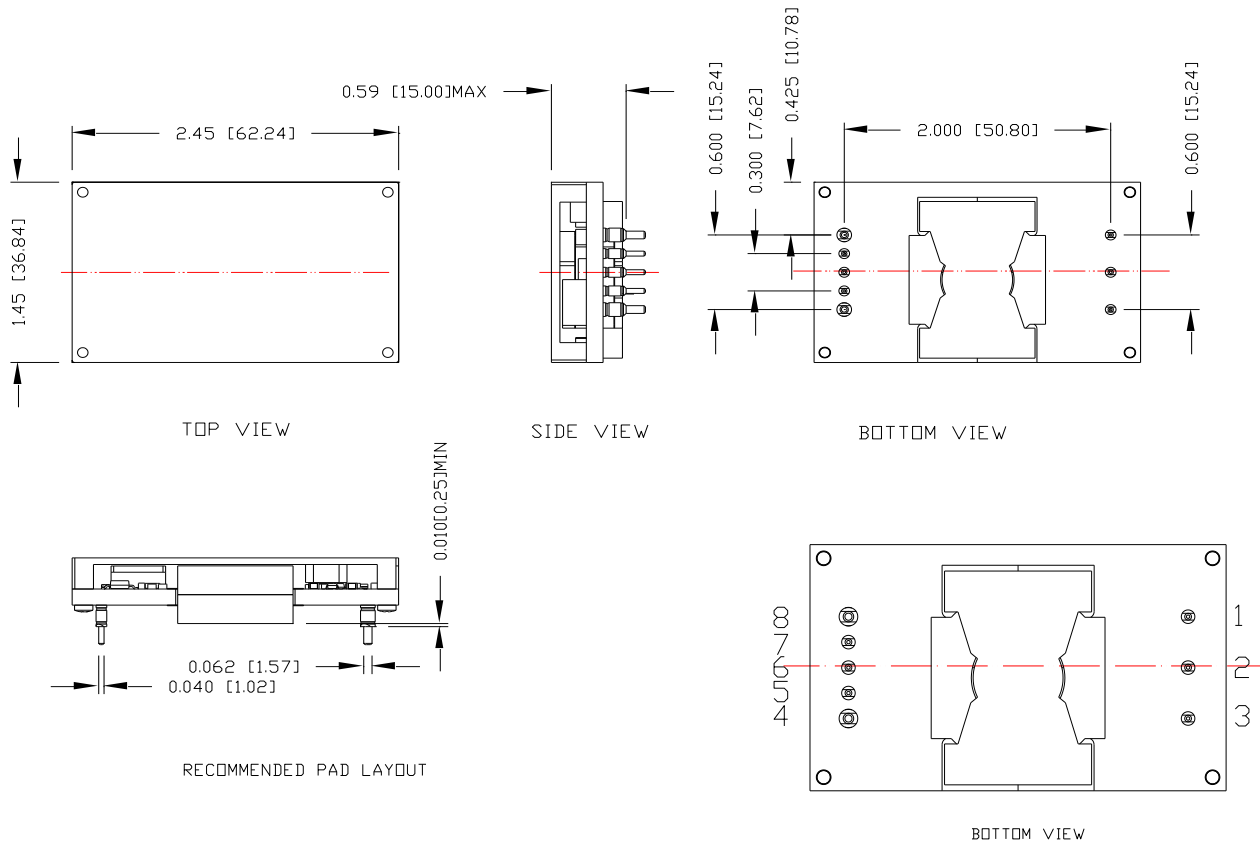 0.59 [15.00]MAX
2.45 [62.24]
1.45 [36.84]
0.600 [15.24]
0.300 [7.62]
0.425 [10.78]
2.000 [50.80]
0.600 [15.24]
TOP VIEW
SIDE VIEW
BOTTOM VIEW
0.010[0.25]MIN
0.062 [1.57]
0.040 [1.02]
RECOMMENDED PAD LAYOUT
8
7
6
5
4
1
2
3
BOTTOM VIEW